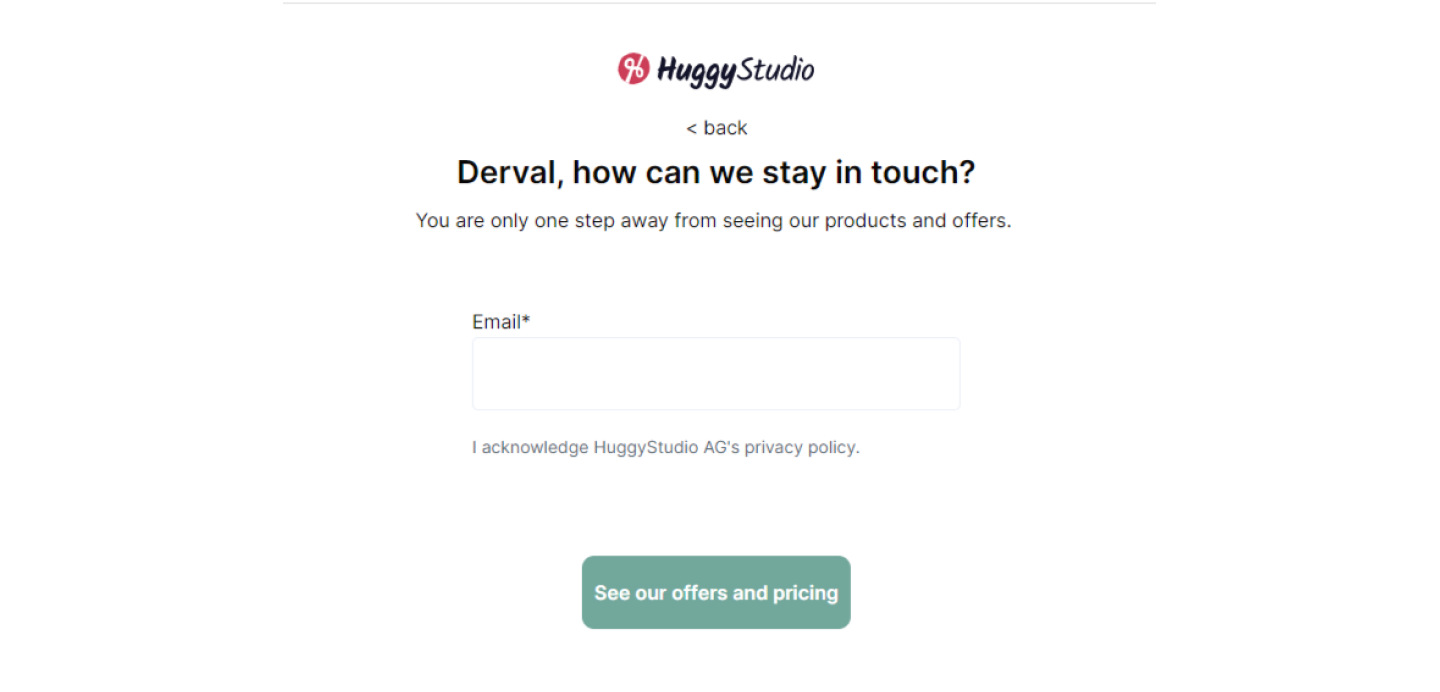 HuggyStudio
< back
Derval, how can we stay in touch?
You are only one step away from seeing our products and offers.
Email*
I acknowledge HuggyStudio AG's privacy policy.
See our offers and pricing